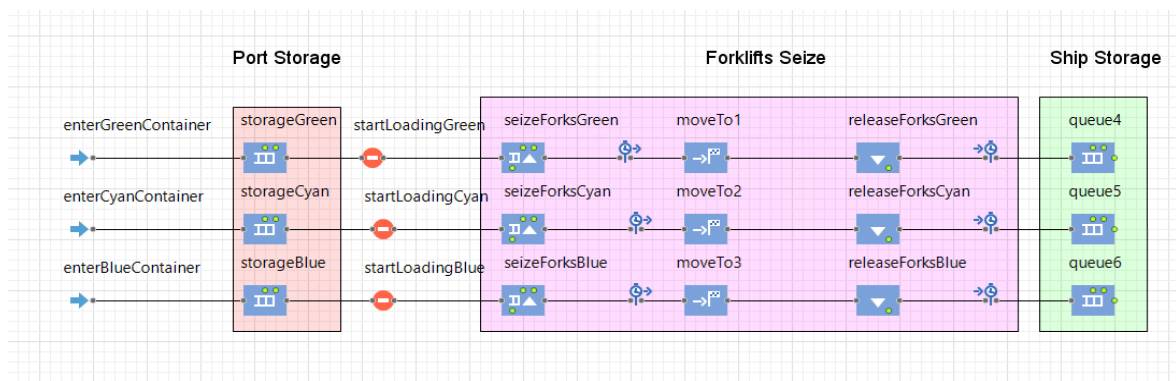 Port Storage
Forklifts Seize
Ship Storage
enterGreenContainer
storageGreen
startLoadingGreen
seizeForksGreen
moveTo1
releaseForksGreen
queue4
enterCyanContainer
storageCyan
startLoadingCyan
seizeForksCyan
moveTo2
releaseForksCyan
queue5
enterBlueContainer
storageBlue
startLoadingBlue
seizeForksBlue
moveTo3
releaseForksBlue
queue6